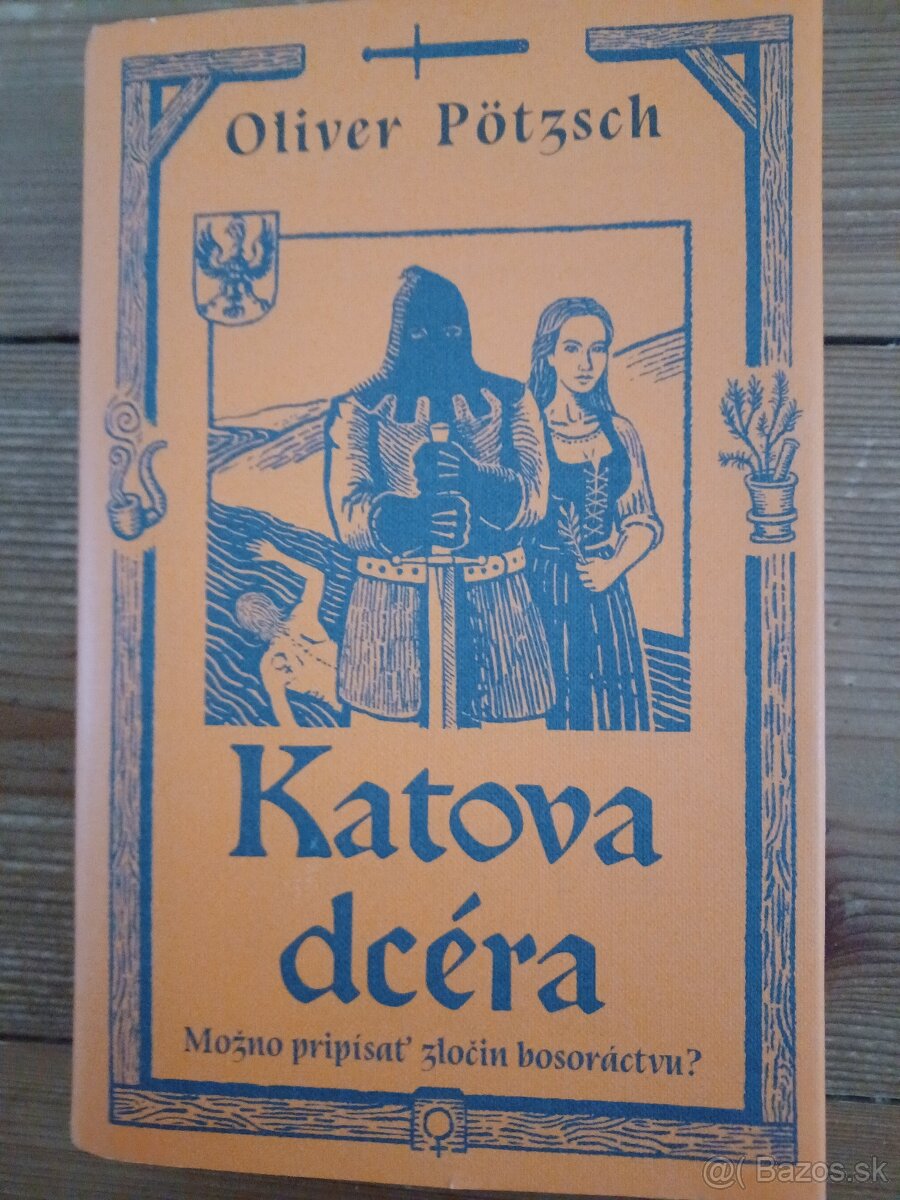 Oliver Pötzsch
Katova
dcéra
Možno pripísať zločin bosoráctvu?
@( Bazos.sk